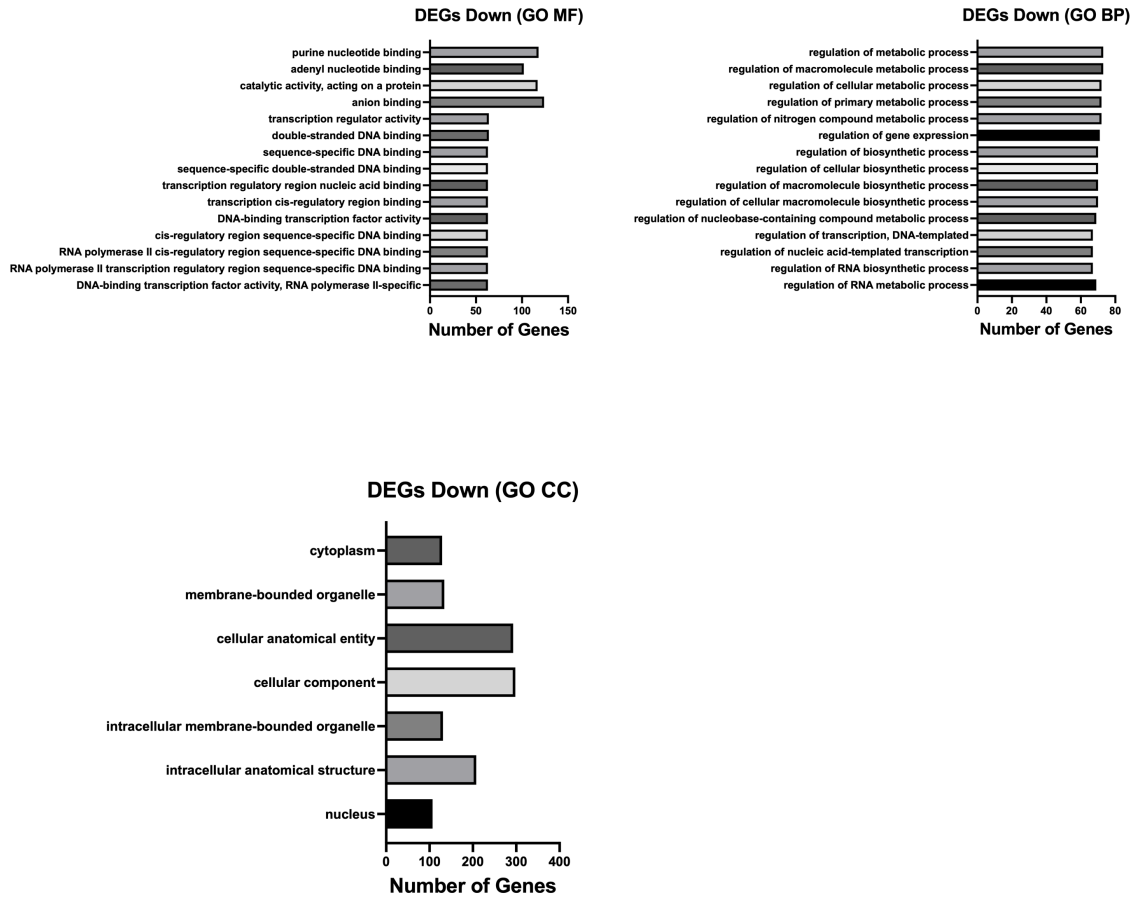 DEGs Down (GO MF)
purine nucleotide binding
adenyl nucleotide binding
catalytic activity, acting on a protein
anion binding
transcription regulator activity
double-stranded DNA binding
sequence-specific DNA binding
sequence-specific double-stranded DNA binding
transcription regulatory region nucleic acid binding
transcription cis-regulatory region binding
DNA-binding transcription factor activity
cis-regulatory region sequence-specific DNA binding
RNA polymerase II cis-regulatory region sequence-specific DNA binding
RNA polymerase II transcription regulatory region sequence-specific DNA binding
DNA-binding transcription factor activity, RNA polymerase II-specific
0 50 100 150
Number of Genes
DEGs Down (GO BP)
regulation of metabolic process
regulation of macromolecule metabolic process
regulation of cellular metabolic process
regulation of primary metabolic process
regulation of nitrogen compound metabolic process
regulation of gene expression
regulation of biosynthetic process
regulation of cellular biosynthetic process
regulation of macromolecule biosynthetic process
regulation of cellular macromolecule biosynthetic process
regulation of nucleobase-containing compound metabolic process
regulation of transcription, DNA-templated
regulation of nucleic acid-templated transcription
regulation of RNA biosynthetic process
regulation of RNA metabolic process
0 20 40 60 80
Number of Genes
DEGs Down (GO CC)
cytoplasm
membrane-bounded organelle
cellular anatomical entity
cellular component
intracellular membrane-bounded organelle
intracellular anatomical structure
nucleus
0 100 200 300 400
Number of Genes